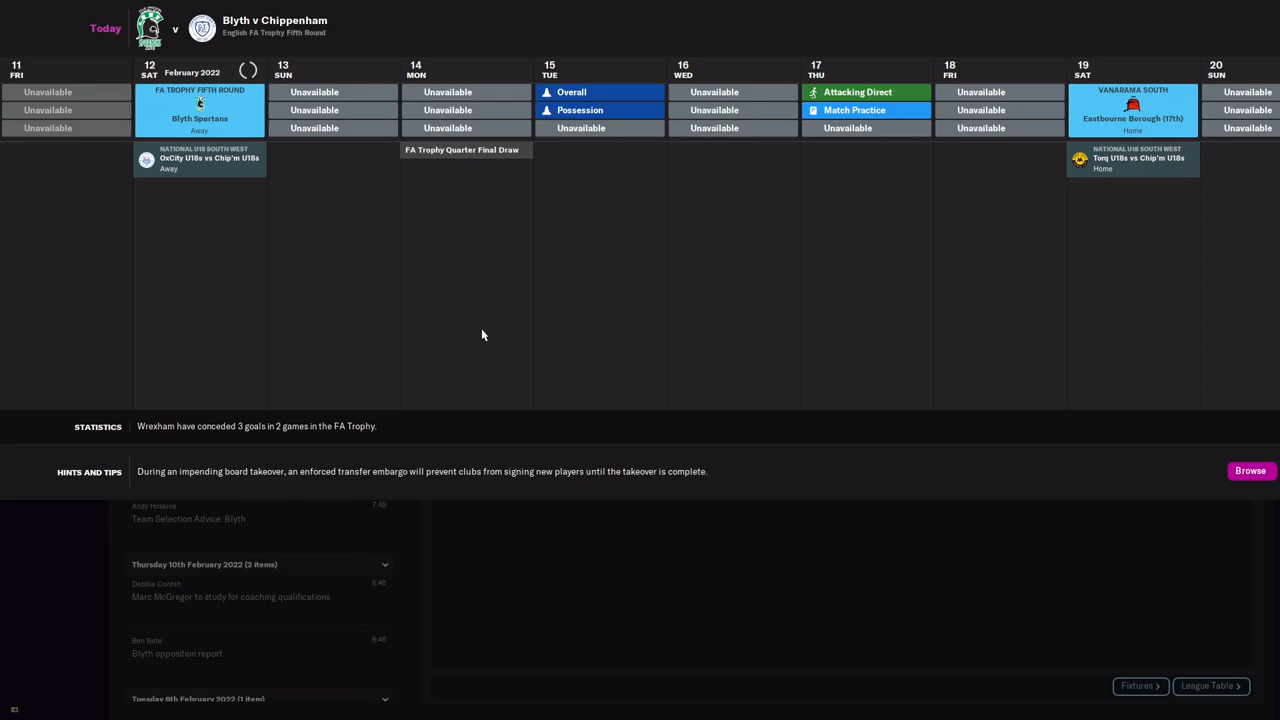 Today
v
Blyth v Chippenham
English FA Trophy Fifth Round
11
FRI
12
SAT February 2022
13
SUN
14
MON
15
TUE
16
WED
17
THU
18
FRI
19
SAT
20
SUN
Unavailable
Unavailable
Unavailable
FA TROPHY FIFTH ROUND
Blyth Spartans
Away
Unavailable
Unavailable
Unavailable
Unavailable
Unavailable
Unavailable
Overall
Possession
Unavailable
Unavailable
Unavailable
Unavailable
Attacking Direct
Match Practice
Unavailable
Unavailable
Unavailable
Unavailable
VANARAMA SOUTH
Eastbourne Borough (17th)
Home
Unavailable
Unavailable
Unavailable
NATIONAL U18 SOUTH WEST
OxCity U18s vs Chip'm U18s
Away
FA Trophy Quarter Final Draw
NATIONAL U18 SOUTH WEST
Torq U18s vs Chip'm U18s
Home
STATISTICS Wrexham have conceded 3 goals in 2 games in the FA Trophy.
HINTS AND TIPS During an impending board takeover, an enforced transfer embargo will prevent clubs from signing new players until the takeover is complete.
Browse
Andy Hoskins 7:48
Team Selection Advice: Blyth
Thursday 10th February 2022 (2 items)
Debbie Conteh 8:46
Marc McGregor to study for coaching qualifications
Ben Bate 8:46
Blyth opposition report
Tuesday 8th February 2022 (1 item)
Fixtures >
League Table >